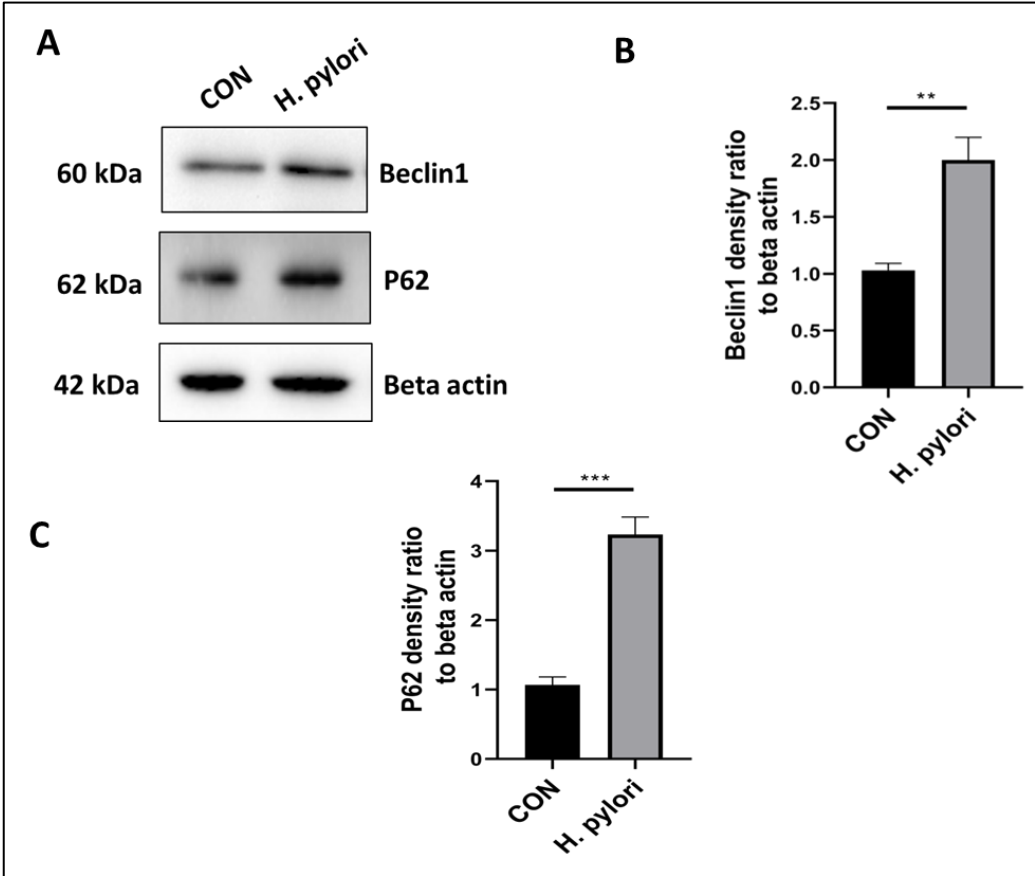 A
CON H. pylori
60 kDa Beclin1
62 kDa P62
42 kDa Beta actin
B
**
2.5
2.0
1.5
1.0
0.5
0.0
Beclin1 density ratio
to beta actin
CON
H. pylori
C
***
4
3
2
1
0
P62 density ratio
to beta actin
CON
H. pylori